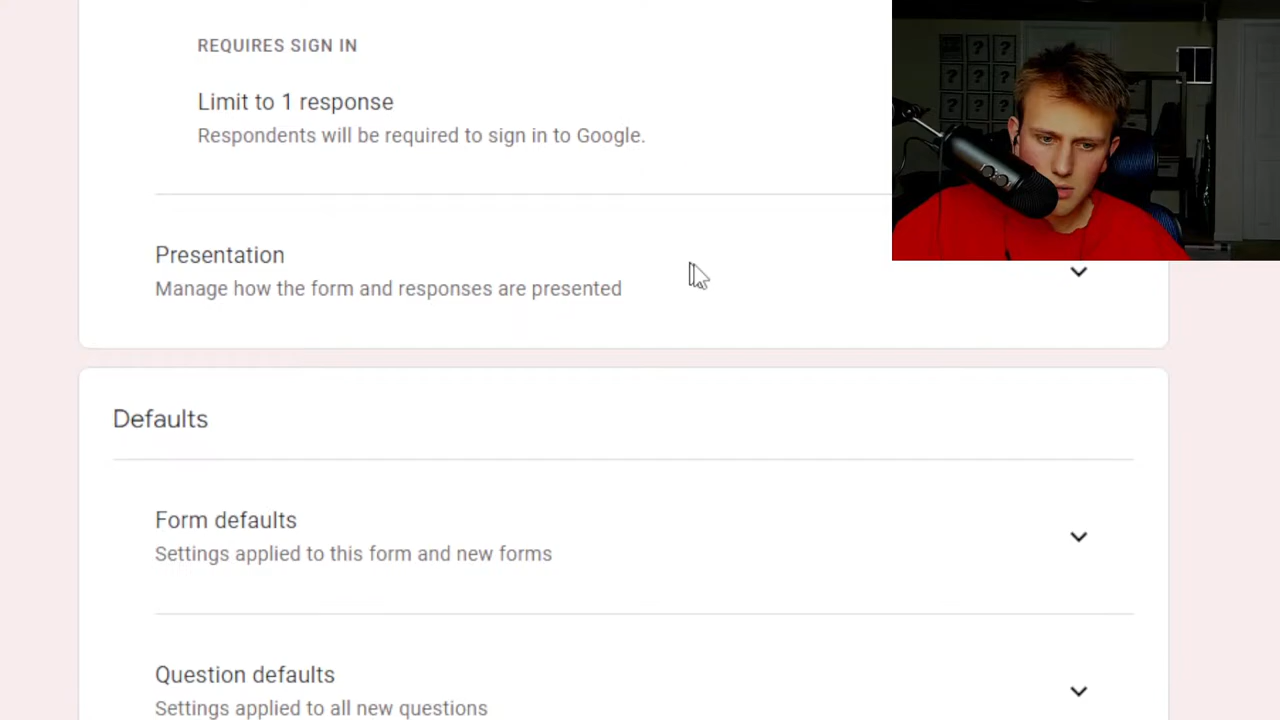 REQUIRES SIGN IN
Limit to 1 response
Respondents will be required to sign in to Google.
Presentation
Manage how the form and responses are presented
Defaults
Form defaults
Settings applied to this form and new forms
Question defaults
Settings applied to all new questions